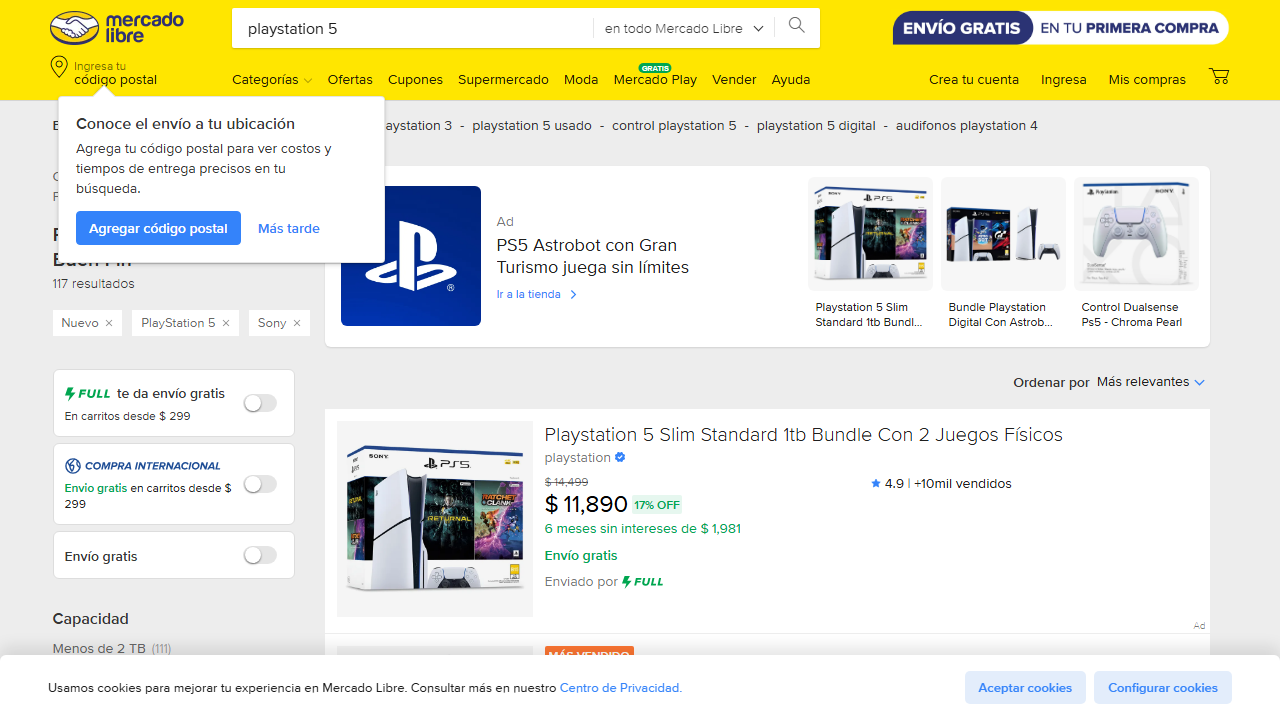 mercado
libre
playstation 5
en todo Mercado Libre
ENVÍO GRATIS EN TU PRIMERA COMPRA
Ingresa tu
código postal
Categorías
Ofertas
Cupones
Supermercado
Moda
GRATIS
Mercado Play
Vender
Ayuda
Crea tu cuenta
Ingresa
Mis compras
Conoce el envío a tu ubicación
Agrega tu código postal para ver costos y
tiempos de entrega precisos en tu
búsqueda.
Agregar código postal
Más tarde
aystation 3 - playstation 5 usado - control playstation 5 - playstation 5 digital - audifonos playstation 4
117 resultados
Nuevo ×
PlayStation 5 ×
Sony ×
FULL te da envío gratis
En carritos desde $ 299
COMPRA INTERNACIONAL
Envío gratis en carritos desde $
299
Envío gratis
Capacidad
Menos de 2 TB (111)
Ad
PS5 Astrobot con Gran
Turismo juega sin límites
Ir a la tienda
Playstation 5 Slim
Standard 1tb Bundl...
Bundle Playstation
Digital Con Astrob...
Control Dualsense
Ps5 - Chroma Pearl
Ordenar por Más relevantes
SONY
PS5
RETURNAL
RATCHET
CLANK
Playstation 5 Slim Standard 1tb Bundle Con 2 Juegos Físicos
playstation
$ 14,499
$ 11,890 17% OFF
6 meses sin intereses de $ 1,981
Envío gratis
Enviado por FULL
4.9 | +10mil vendidos
Ad
MÁS VENDIDO
Usamos cookies para mejorar tu experiencia en Mercado Libre. Consultar más en nuestro Centro de Privacidad.
Aceptar cookies
Configurar cookies